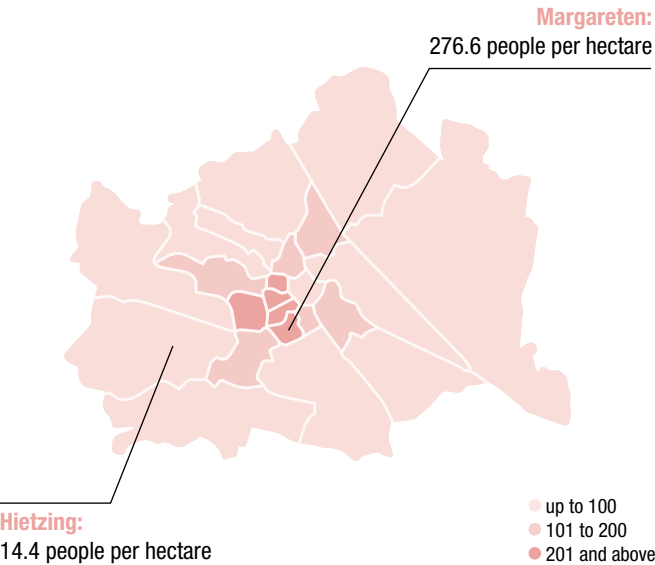 Margareten:
276.6 people per hectare
Hietzing:
14.4 people per hectare
up to 100
101 to 200
201 and above